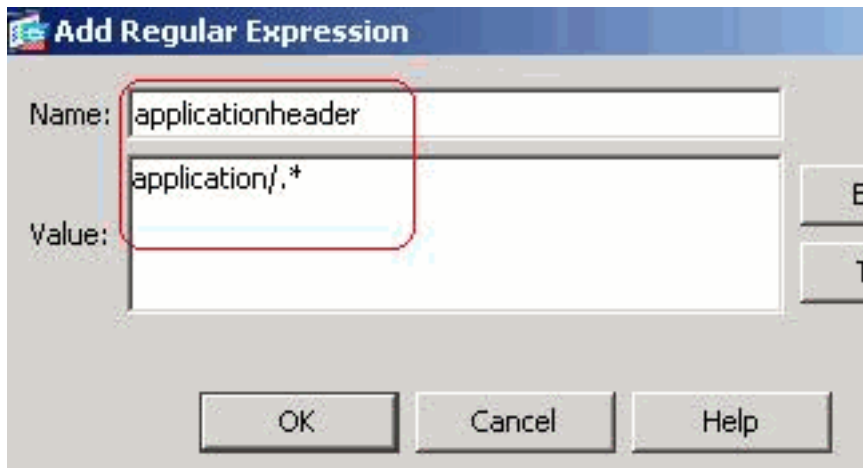 Add Regular Expression
Name: applicationheader
application/.*
Value:
OK Cancel Help